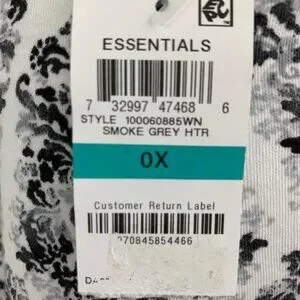 ESSENTIALS
7 32997 47468 6
STYLE 100060885WN
SMOKE GREY HTR
0X
Customer Return Label
070845854466